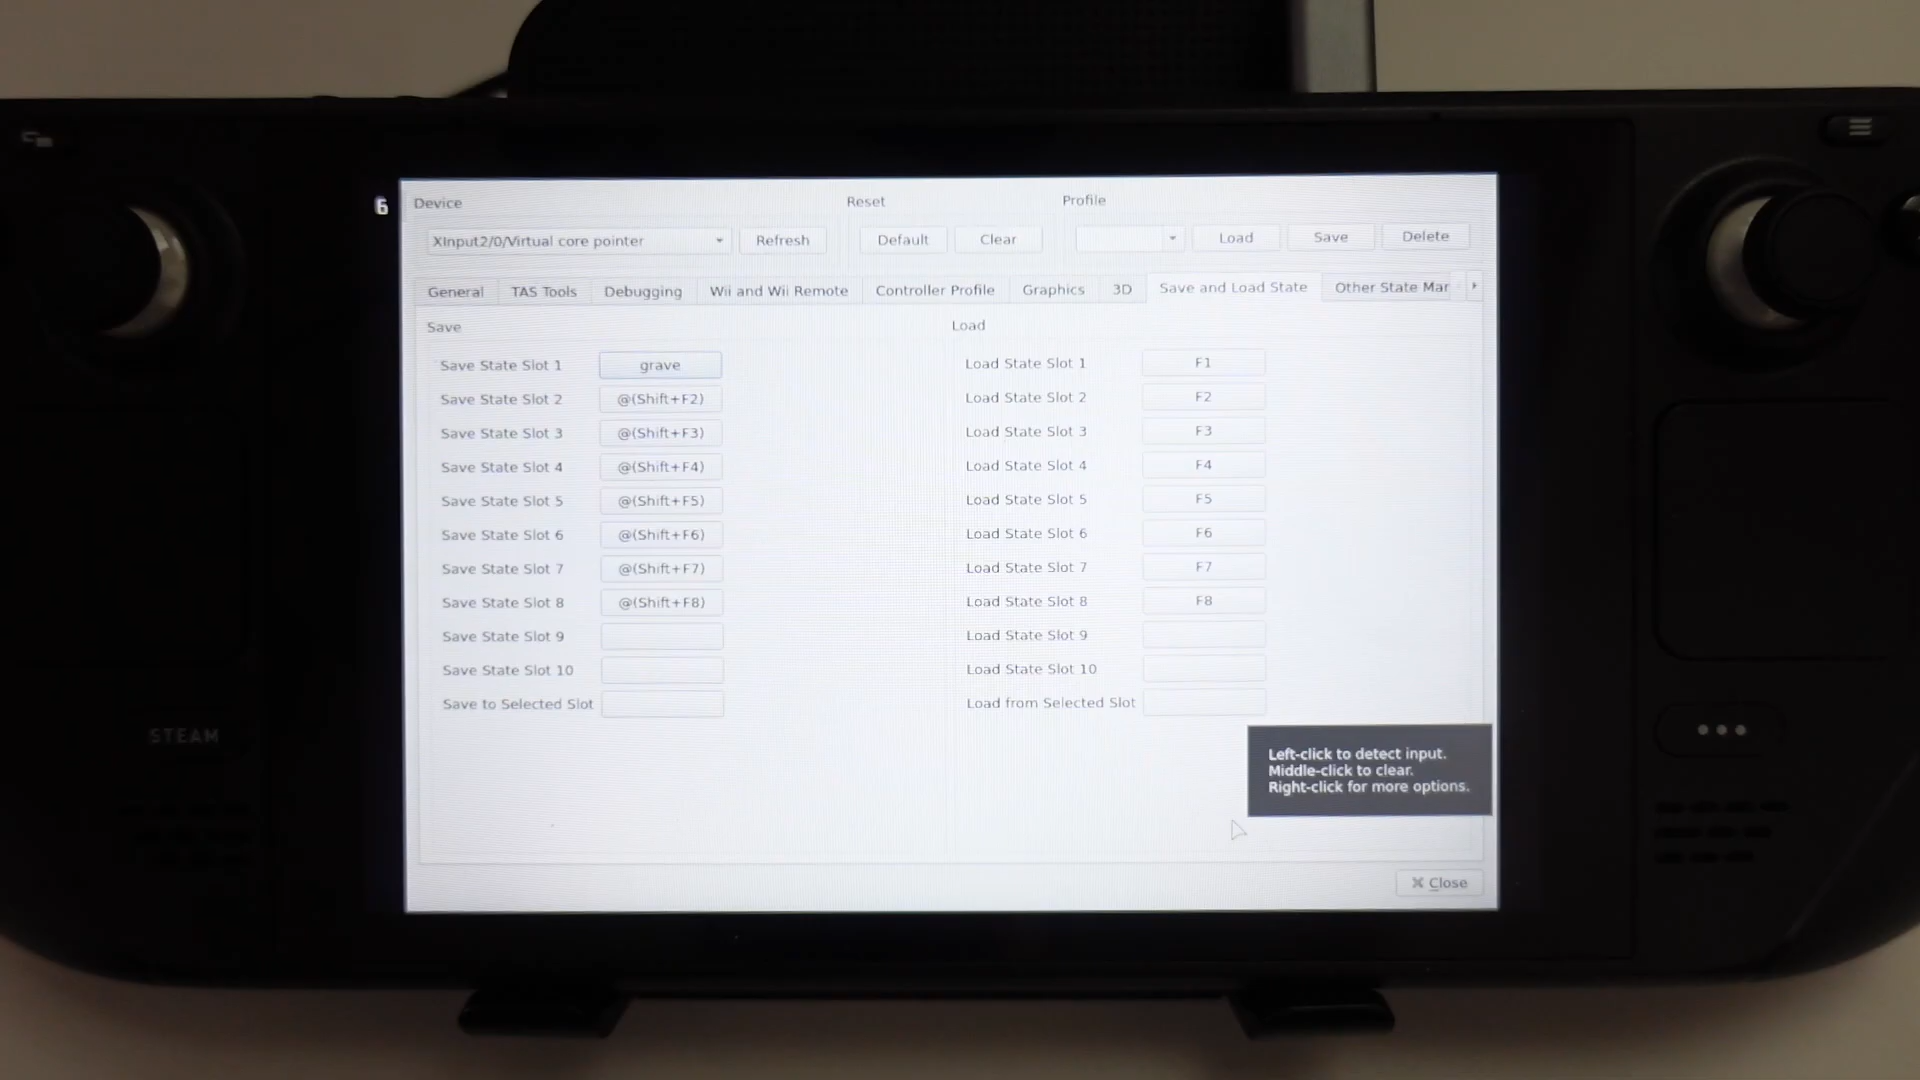 6
Device
Reset
Profile
XInput2/0/Virtual core pointer
Refresh
Default
Clear
Load
Save
Delete
General
TAS Tools
Debugging
Wii and Wii Remote
Controller Profile
Graphics
3D
Save and Load State
Other State Mar
Save
Load
Save State Slot 1 grave
Load State Slot 1 F1
Save State Slot 2 @(Shift+F2)
Load State Slot 2 F2
Save State Slot 3 @(Shift+F3)
Load State Slot 3 F3
Save State Slot 4 @(Shift+F4)
Load State Slot 4 F4
Save State Slot 5 @(Shift+F5)
Load State Slot 5 F5
Save State Slot 6 @(Shift+F6)
Load State Slot 6 F6
Save State Slot 7 @(Shift+F7)
Load State Slot 7 F7
Save State Slot 8 @(Shift+F8)
Load State Slot 8 F8
Save State Slot 9
Load State Slot 9
Save State Slot 10
Load State Slot 10
Save to Selected Slot
Load from Selected Slot
STEAM
Left-click to detect input.
Middle-click to clear.
Right-click for more options.
Close